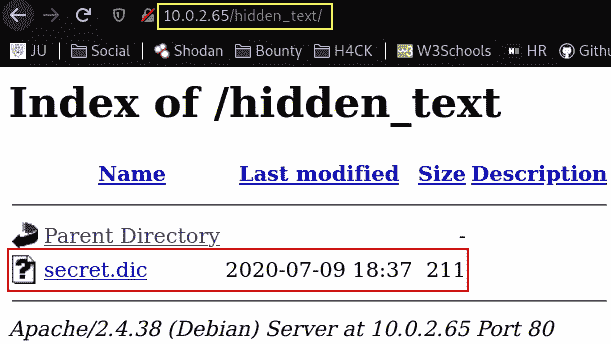 10.0.2.65/hidden_text/
JU Social Shodan Bounty H4CK W3Schools HR Gith
Index of /hidden_text
Name Last modified Size Description
Parent Directory -
secret.dic 2020-07-09 18:37 211
Apache/2.4.38 (Debian) Server at 10.0.2.65 Port 80